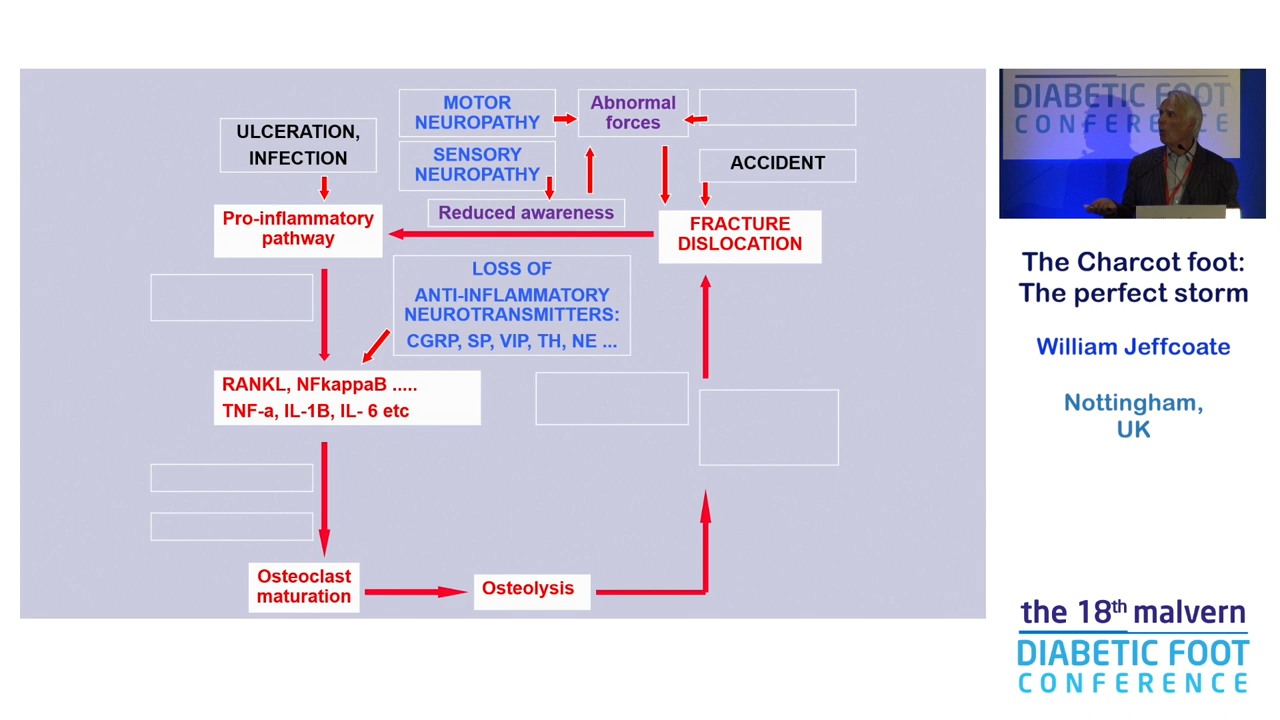 MOTOR
NEUROPATHY
Abnormal
forces
ULCERATION,
INFECTION
SENSORY
NEUROPATHY
ACCIDENT
Reduced awareness
Pro-inflammatory
pathway
FRACTURE
DISLOCATION
LOSS OF
ANTI-INFLAMMATORY
NEUROTRANSMITTERS:
CGRP, SP, VIP, TH, NE ...
RANKL, NFkappaB .....
TNF-a, IL-1B, IL- 6 etc
Osteoclast
maturation
Osteolysis
DIABETIC FOOT
CONFERENCE
The Charcot foot:
The perfect storm
William Jeffcoate
Nottingham,
UK
the 18th malvern
DIABETIC FOOT
CONFERENCE